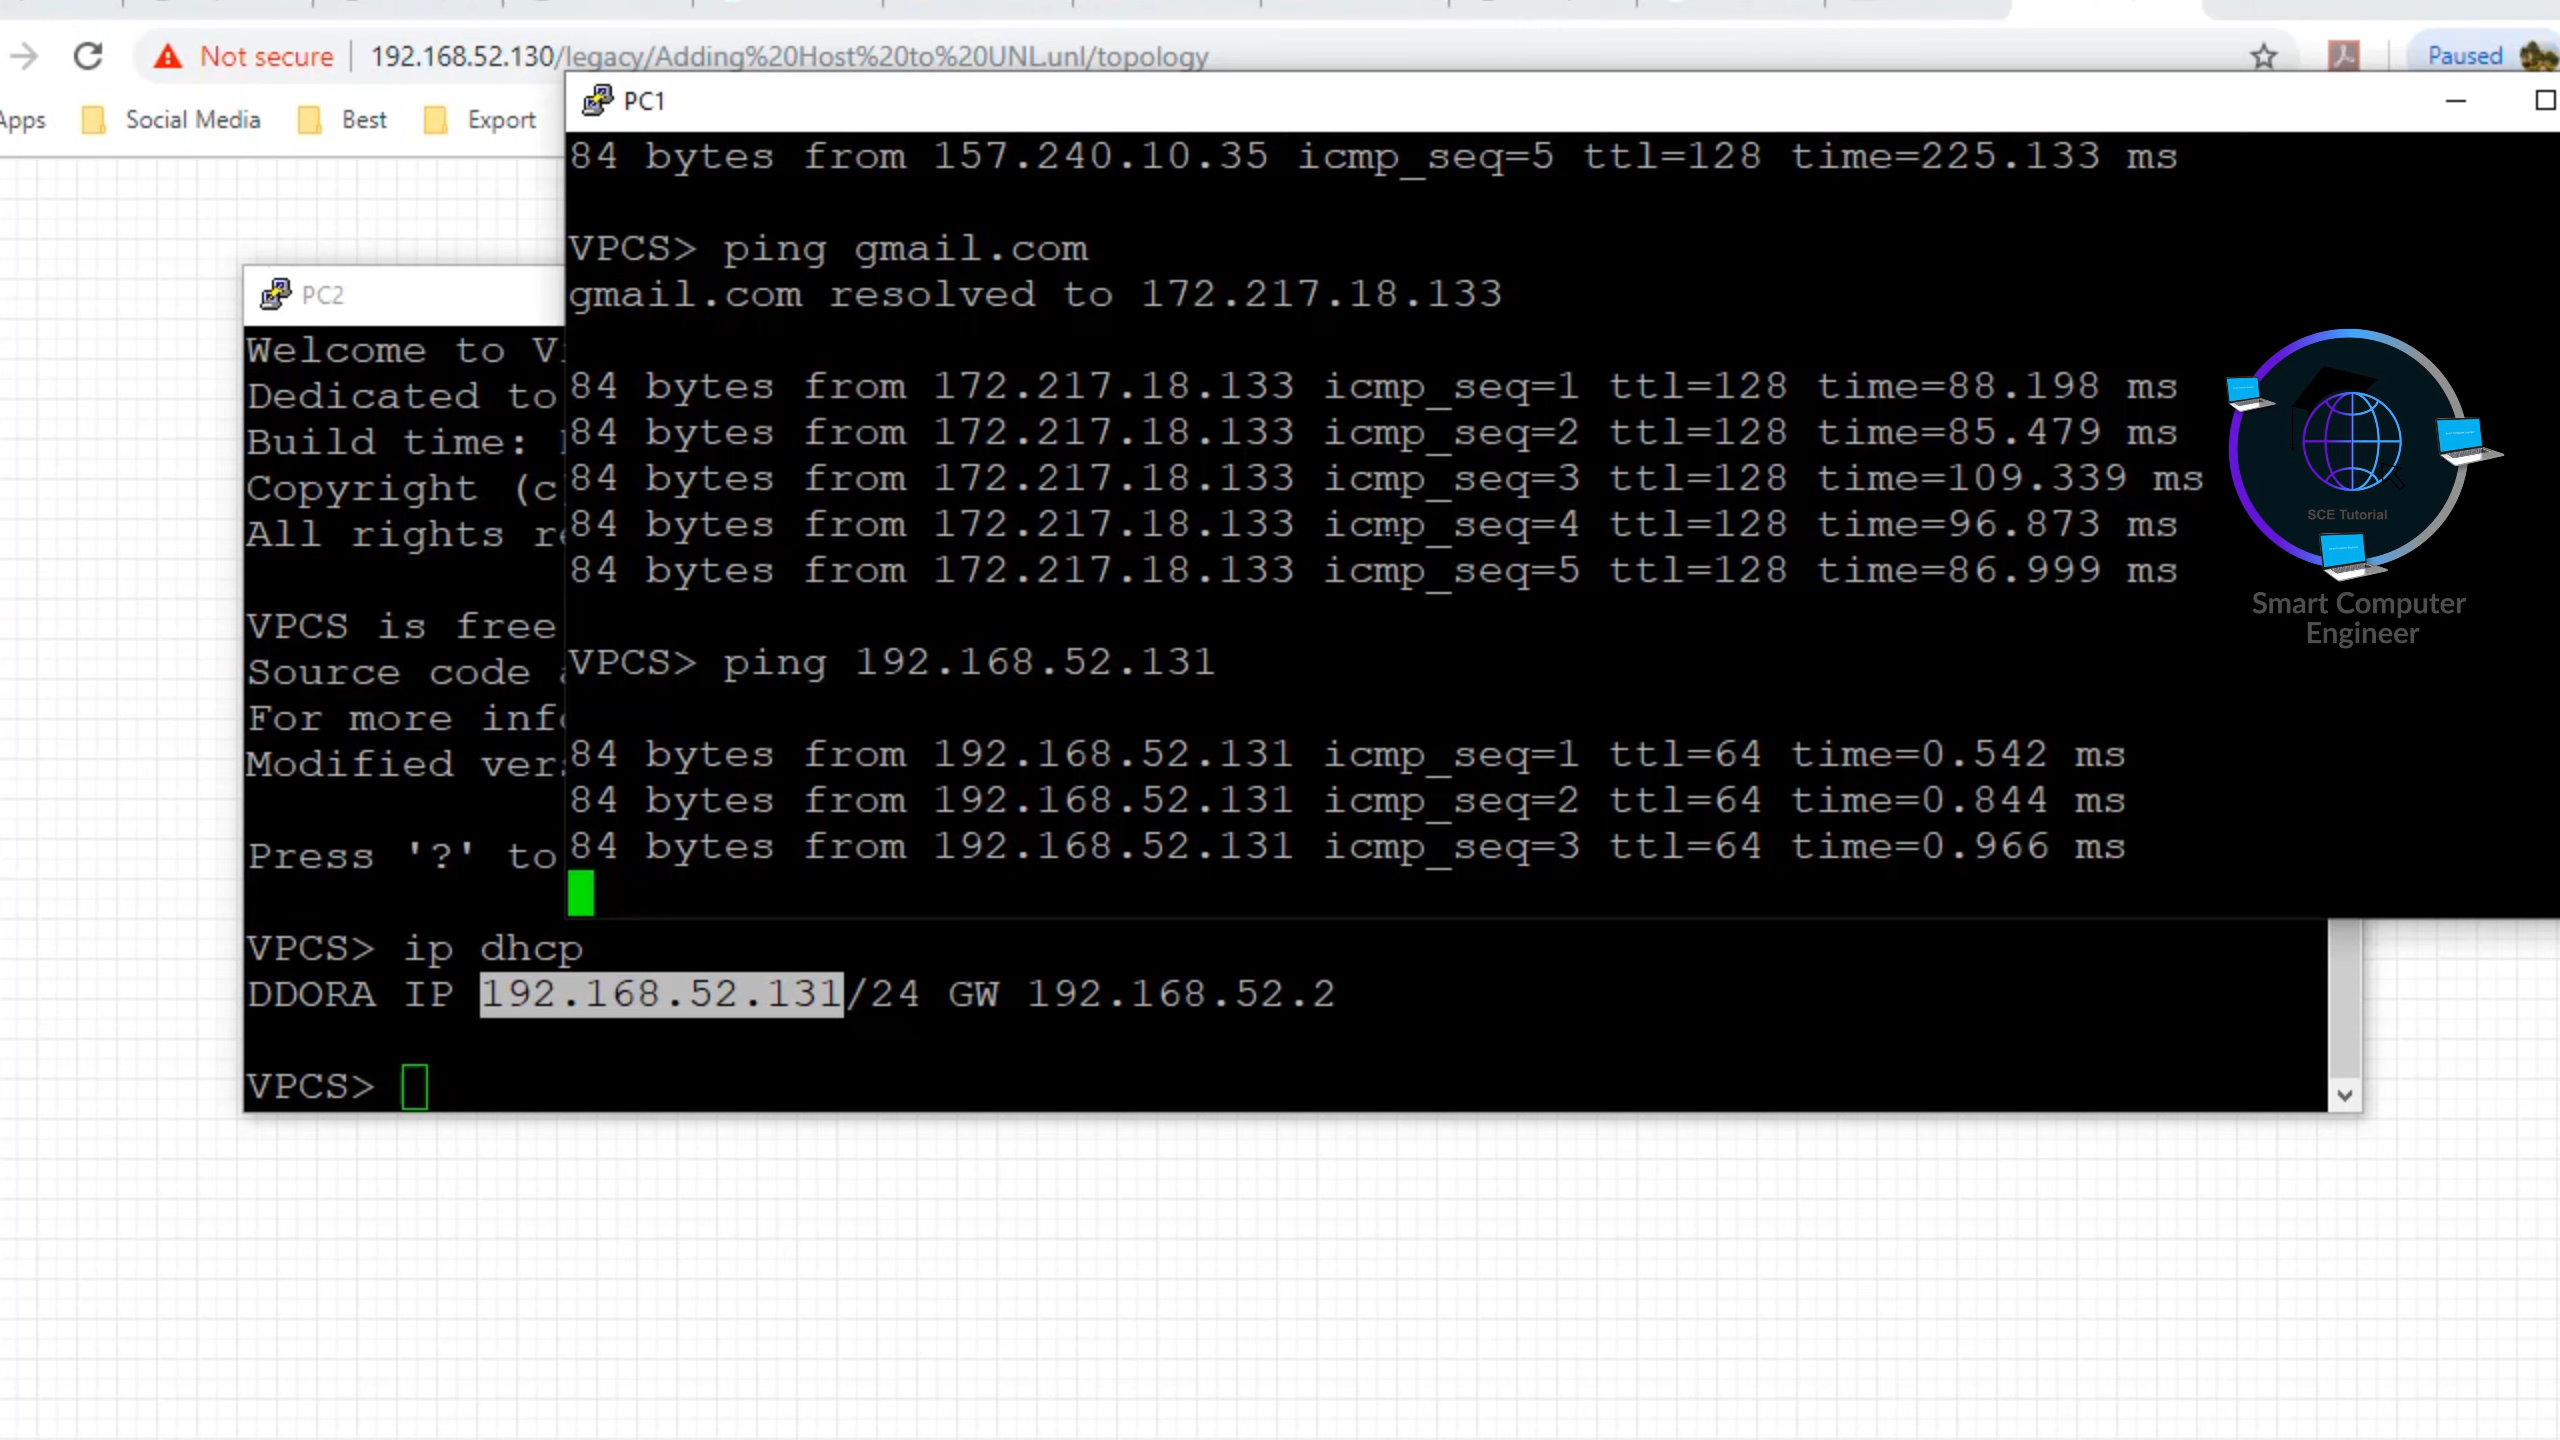 Not secure | 192.168.52.130/legacy/Adding%20Host%20to%20UNL.unl/topology
Paused
Apps
Social Media
Best
Export
PC1
84 bytes from 157.240.10.35 icmp_seq=5 ttl=128 time=225.133 ms
VPCS> ping gmail.com
gmail.com resolved to 172.217.18.133
84 bytes from 172.217.18.133 icmp_seq=1 ttl=128 time=88.198 ms
84 bytes from 172.217.18.133 icmp_seq=2 ttl=128 time=85.479 ms
84 bytes from 172.217.18.133 icmp_seq=3 ttl=128 time=109.339 ms
84 bytes from 172.217.18.133 icmp_seq=4 ttl=128 time=96.873 ms
84 bytes from 172.217.18.133 icmp_seq=5 ttl=128 time=86.999 ms
VPCS> ping 192.168.52.131
84 bytes from 192.168.52.131 icmp_seq=1 ttl=64 time=0.542 ms
84 bytes from 192.168.52.131 icmp_seq=2 ttl=64 time=0.844 ms
84 bytes from 192.168.52.131 icmp_seq=3 ttl=64 time=0.966 ms
SCE Tutorial
Smart Computer
Engineer
PC2
Welcome to
Dedicated to
Build time:
Copyright (c
All rights
VPCS is free
Source code
For more
Modified
Press '?' to
VPCS> ip dhcp
DDORA IP 192.168.52.131/24 GW 192.168.52.2
VPCS>